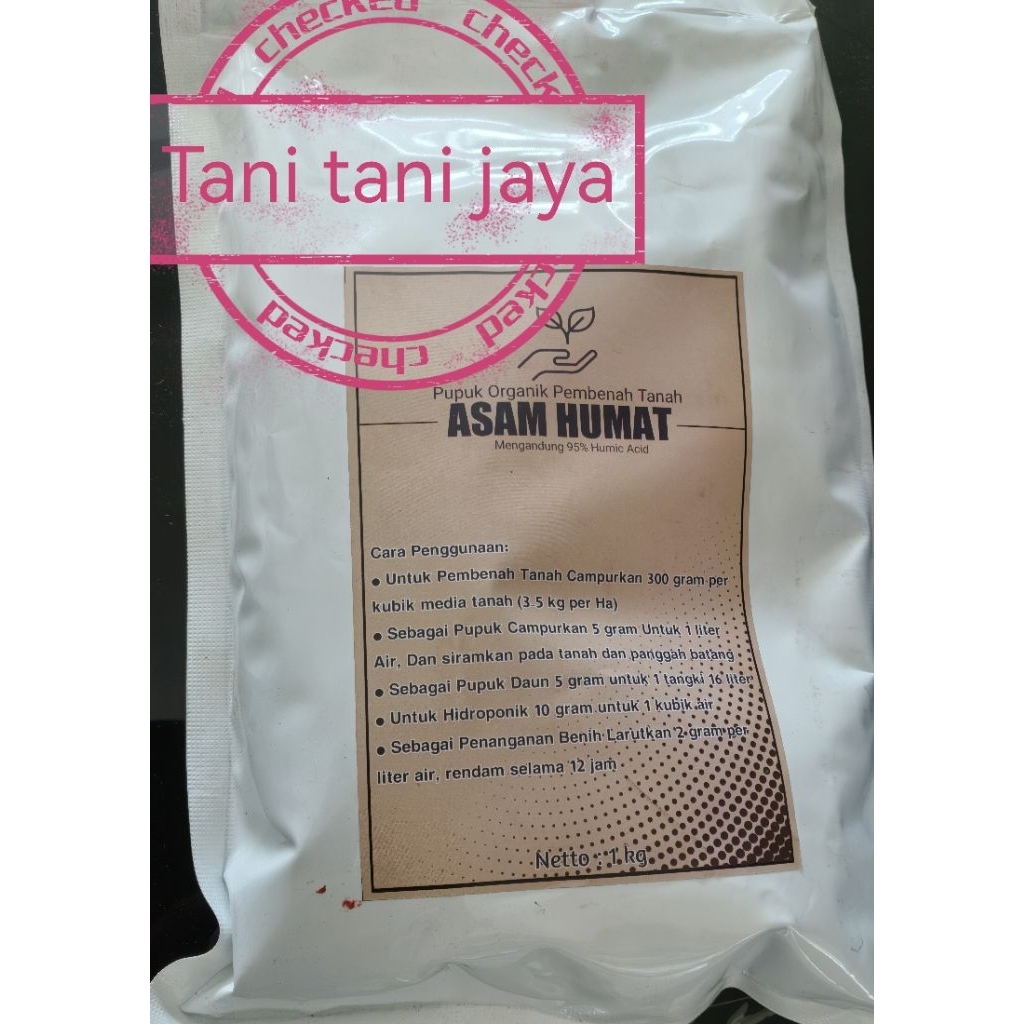 checked checked
Tani tani jaya
checked checked
Pupuk Organik Pembenah Tanah
ASAM HUMAT
Mengandung 95% Humic Acid
Cara Penggunaan:
● Untuk Pembenah Tanah Campurkan 300 gram per
kubik media tanah (3-5 kg per Ha)
● Sebagai Pupuk Campurkan 5 gram Untuk 1 liter
Air, Dan siramkan pada tanah dan panggah batang
● Sebagai Pupuk Daun 5 gram untuk 1 tangki 16 liter
● Untuk Hidroponik 10 gram untuk 1 kubik air
● Sebagai Penanganan Benih Larutkan 2 gram per
liter air, rendam selama 12 jam
Netto : 1 kg